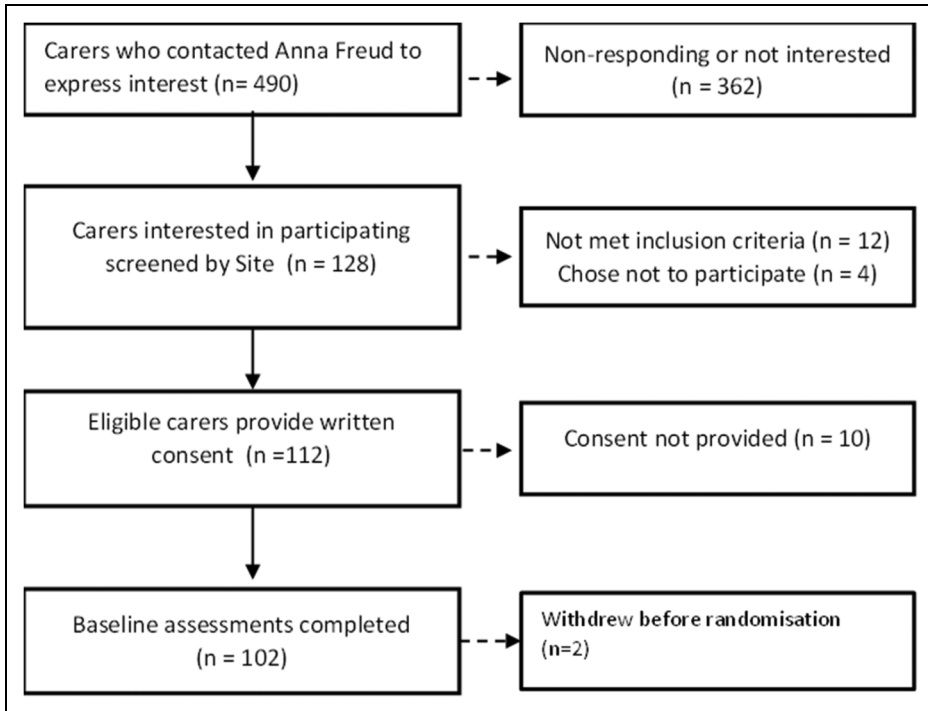 Carers who contacted Anna Freud to
express interest (n= 490)
Non-responding or not interested
(n = 362)
Carers interested in participating
screened by Site (n = 128)
Not met inclusion criteria (n = 12)
Chose not to participate (n = 4)
Eligible carers provide written
consent (n =112)
Consent not provided (n = 10)
Baseline assessments completed
(n = 102)
Withdrew before randomisation
(n=2)